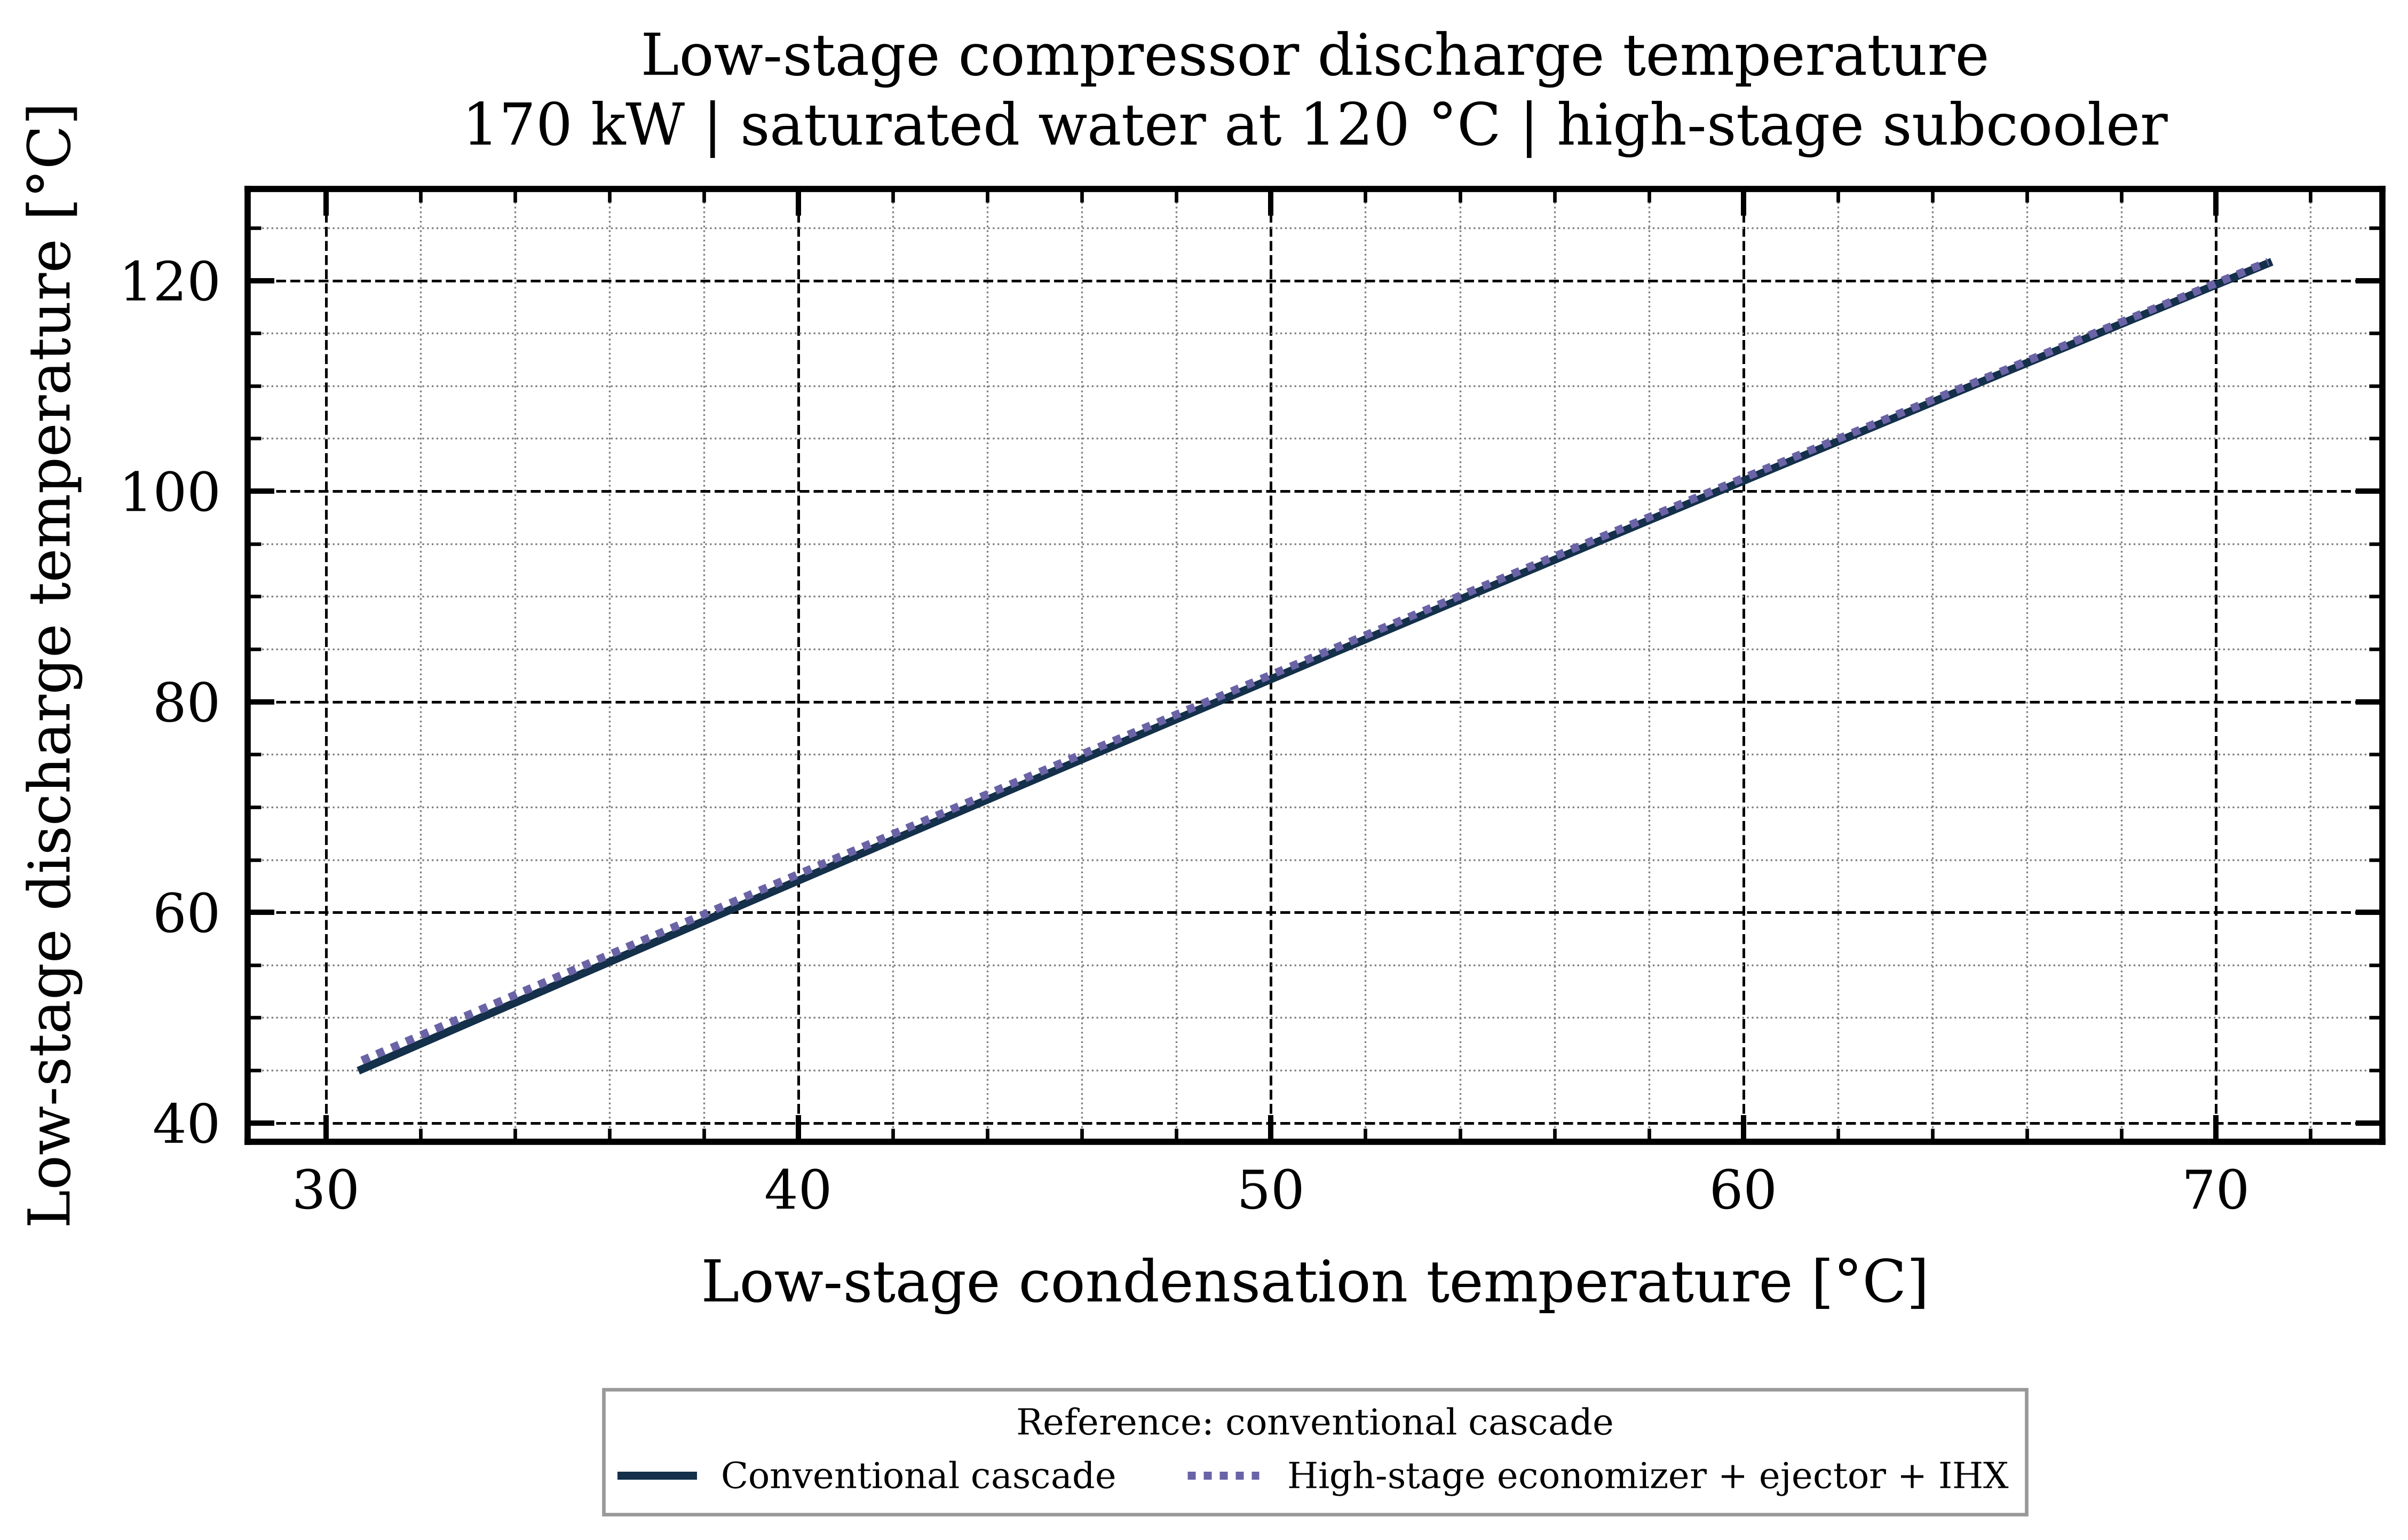 Low-stage compressor discharge temperature
170 kW | saturated water at 120 °C | high-stage subcooler
Low-stage discharge temperature [°C]
120
100
80
60
40
30 40 50 60 70
Low-stage condensation temperature [°C]
Reference: conventional cascade
Conventional cascade High-stage economizer + ejector + IHX